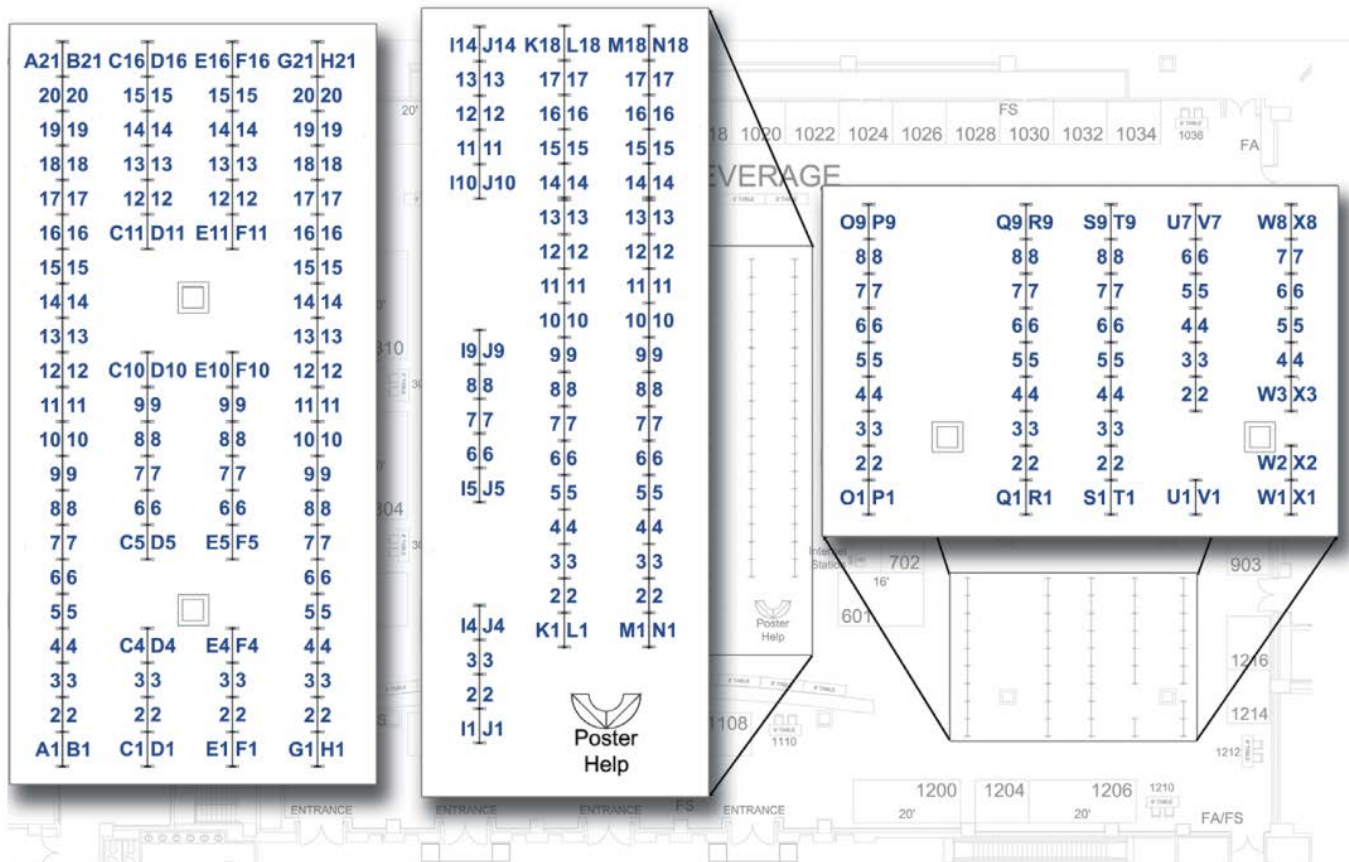 A21 B21 C16 D16 E16 F16 G21 H21
20 20 15 15 15 15 20 20
19 19 14 14 14 14 19 19
18 18 13 13 13 13 18 18
17 17 12 12 12 12 17 17
16 16 C11 D11 E11 F11 16 16
15 15 15 15
14 14 14 14
13 13 13 13
12 12 C10 D10 E10 F10 12 12
11 11 9 9 9 9 11 11
10 10 8 8 8 8 10 10
9 9 7 7 7 7 9 9
8 8 6 6 6 6 8 8
7 7 C5 D5 E5 F5 7 7
6 6 6 6
5 5 5 5
4 4 C4 D4 E4 F4 4 4
3 3 3 3 3 3 3 3
2 2 2 2 2 2 2 2
A1 B1 C1 D1 E1 F1 G1 H1
I14 J14 K18 L18 M18 N18
13 13 17 17 17 17
12 12 16 16 16 16
11 11 15 15 15 15
I10 J10 14 14 14 14
13 13 13 13
12 12 12 12
11 11 11 11
10 10 10 10
I9 J9 9 9 9 9
8 8 8 8 8 8
7 7 7 7 7 7
6 6 6 6 6 6
I5 J5 5 5 5 5
4 4 4 4
3 3 3 3
2 2 2 2
I4 J4 K1 L1 M1 N1
3 3
2 2
I1 J1
Poster
Help
O9 P9 Q9 R9 S9 T9 U7 V7 W8 X8
8 8 8 8 8 8 6 6 7 7
7 7 7 7 7 7 5 5 6 6
6 6 6 6 6 6 4 4 5 5
5 5 5 5 5 5 3 3 4 4
4 4 4 4 4 4 2 2 W3 X3
3 3 3 3 3 3
2 2 2 2 2 2 W2 X2
O1 P1 Q1 R1 S1 T1 U1 V1 W1 X1
20'
FS
18 1020 1022 1024 1026 1028 1030 1032 1034
1036
FA
EVERAGE
8' TABLE 8' TABLE
310
304
30
30
Internet
Station
702
16'
601
903
Poster
Help
1216
1214
1212
8' TABLE 8' TABLE 8' TABLE
1108
1110
1200 1204 1206 1210
20' 20'
FA/FS
FS
ENTRANCE ENTRANCE ENTRANCE ENTRANCE